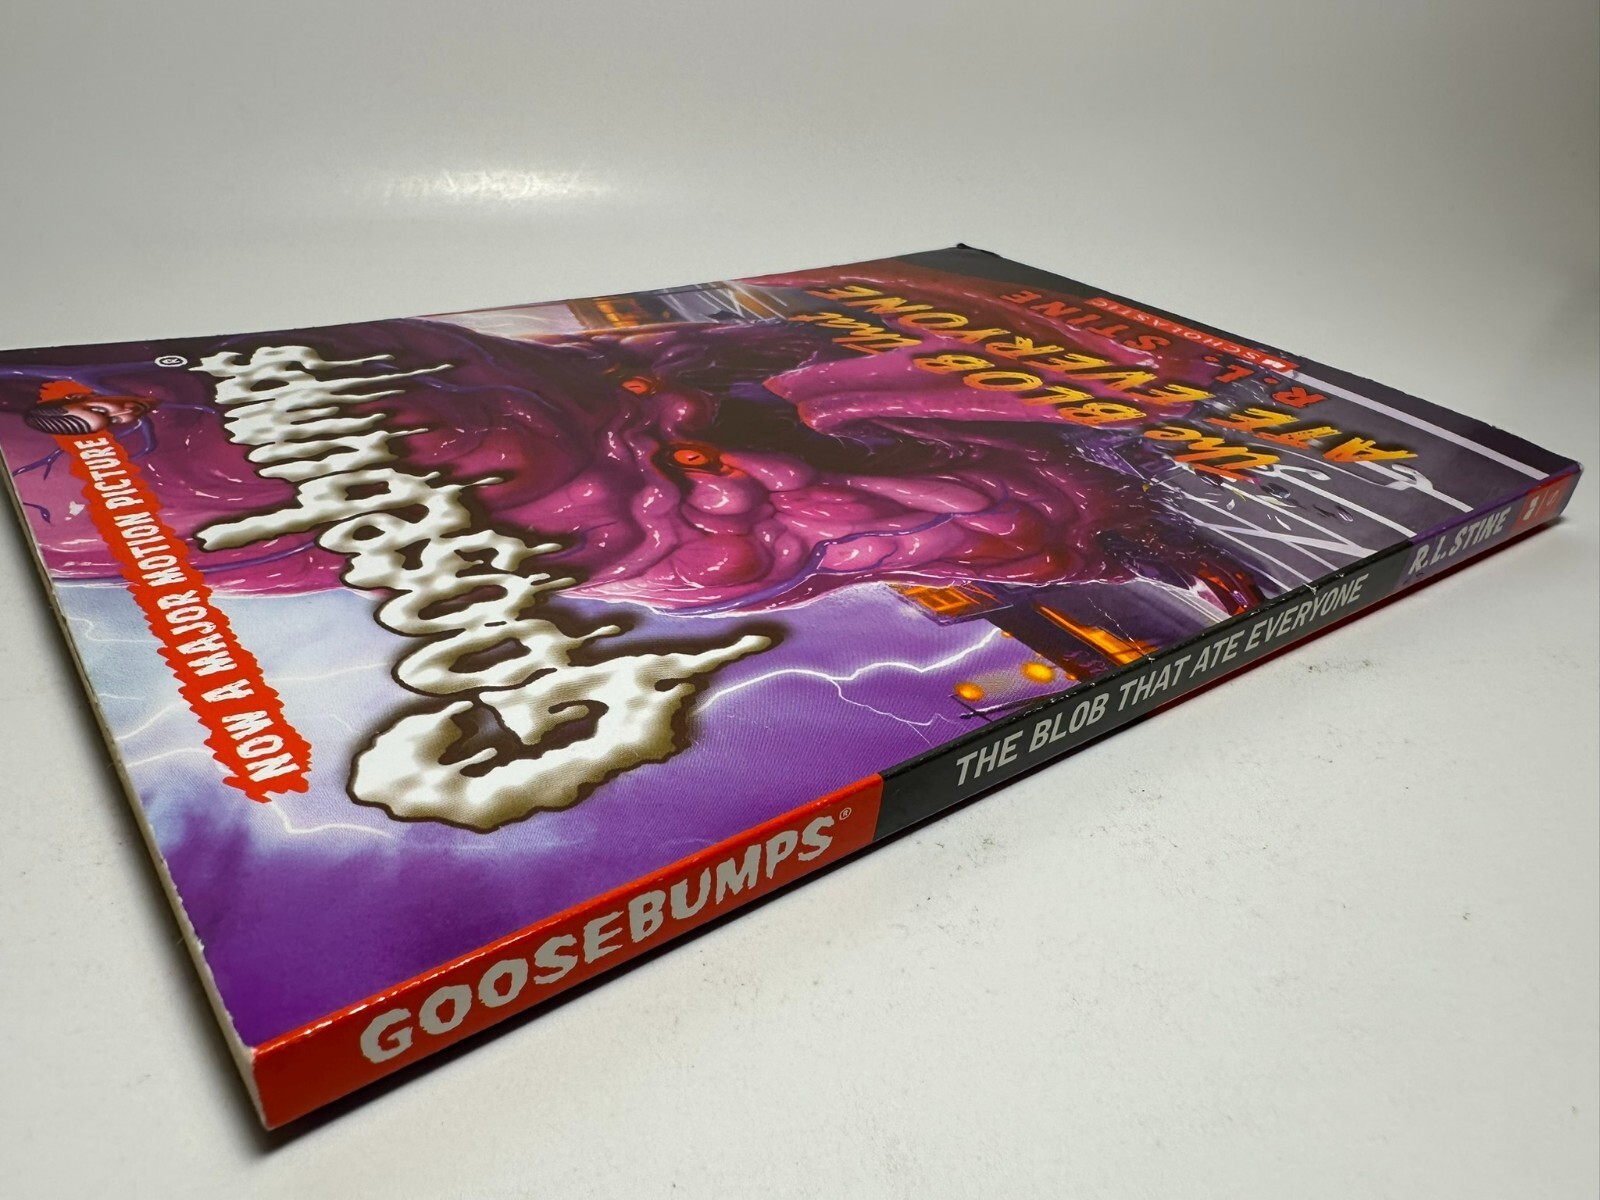 NOW A MAJOR MOTION PICTURE
Goosebumps®
The BLOB that
ATE EVERYONE
R. L. STINE
SCHOLASTIC
GOOSEBUMPS®
THE BLOB THAT ATE EVERYONE
R.L. STINE